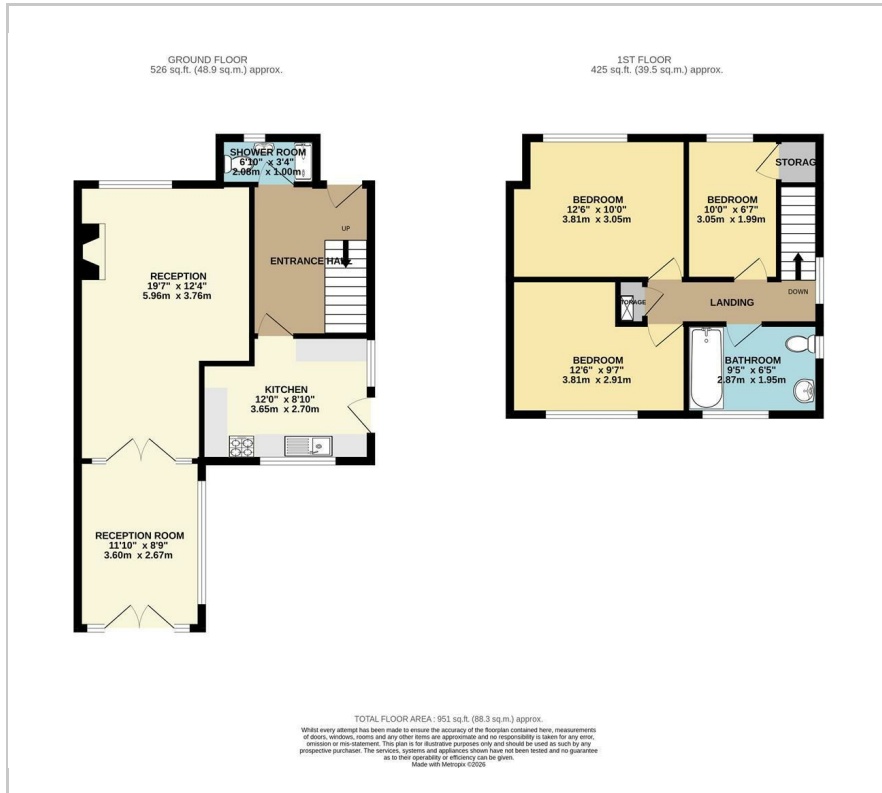 GROUND FLOOR
526 sq.ft. (48.9 sq.m.) approx.
SHOWER ROOM
6'10" x 3'4"
2.08m x 1.00m
UP
ENTRANCE HALL
RECEPTION
19'7" x 12'4"
5.96m x 3.76m
KITCHEN
12'0" x 8'10"
3.65m x 2.70m
RECEPTION ROOM
11'10" x 8'9"
3.60m x 2.67m
1ST FLOOR
425 sq.ft. (39.5 sq.m.) approx.
STORAG
BEDROOM
12'6" x 10'0"
3.81m x 3.05m
BEDROOM
10'0" x 6'7"
3.05m x 1.99m
DOWN
LANDING
TORAGE
BEDROOM
12'6" x 9'7"
3.81m x 2.91m
BATHROOM
9'5" x 6'5"
2.87m x 1.95m
TOTAL FLOOR AREA : 951 sq.ft. (88.3 sq.m.) approx.
Whilst every attempt has been made to ensure the accuracy of the floorplan contained here, measurements
of doors, windows, rooms and any other items are approximate and no responsibility is taken for any error,
omission or mis-statement. This plan is for illustrative purposes only and should be used as such by any
prospective purchaser. The services, systems and appliances shown have not been tested and no guarantee
as to their operability or efficiency can be given.
Made with Metropix ©2026